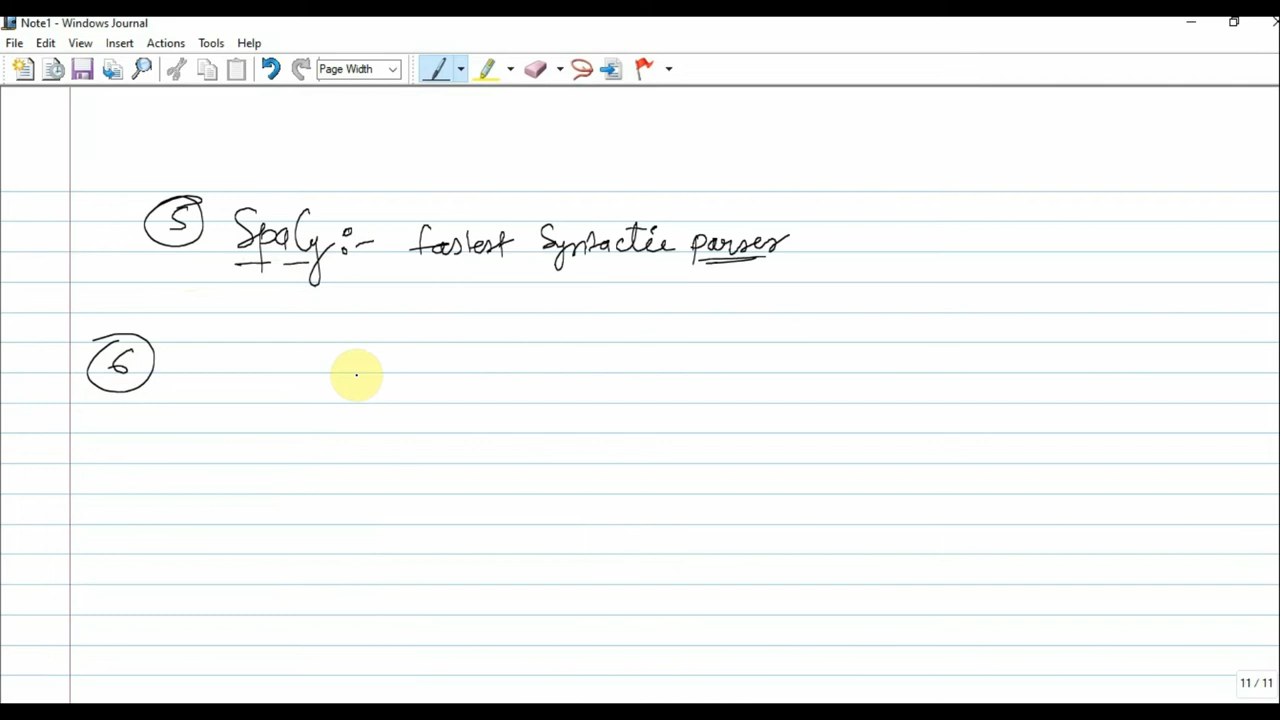 Note1 - Windows Journal
File Edit View Insert Actions Tools Help
Page Width
5 SpaCy :- fastest Syntactic parser
6
11 / 11